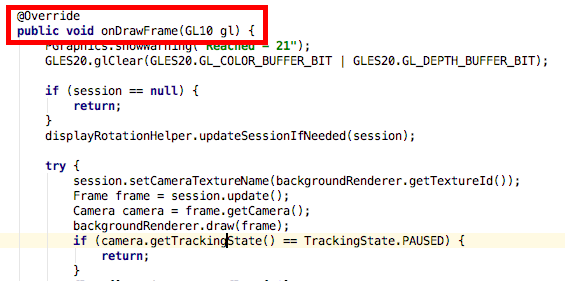 @Override
public void onDrawFrame(GL10 gl) {
PGraphics.showWarning("Reached - 21");
GLES20.glClear(GLES20.GL_COLOR_BUFFER_BIT | GLES20.GL_DEPTH_BUFFER_BIT);
if (session == null) {
return;
}
displayRotationHelper.updateSessionIfNeeded(session);
try {
session.setCameraTextureName(backgroundRenderer.getTextureId());
Frame frame = session.update();
Camera camera = frame.getCamera();
backgroundRenderer.draw(frame);
if (camera.getTrackingState() == TrackingState.PAUSED) {
return;
}